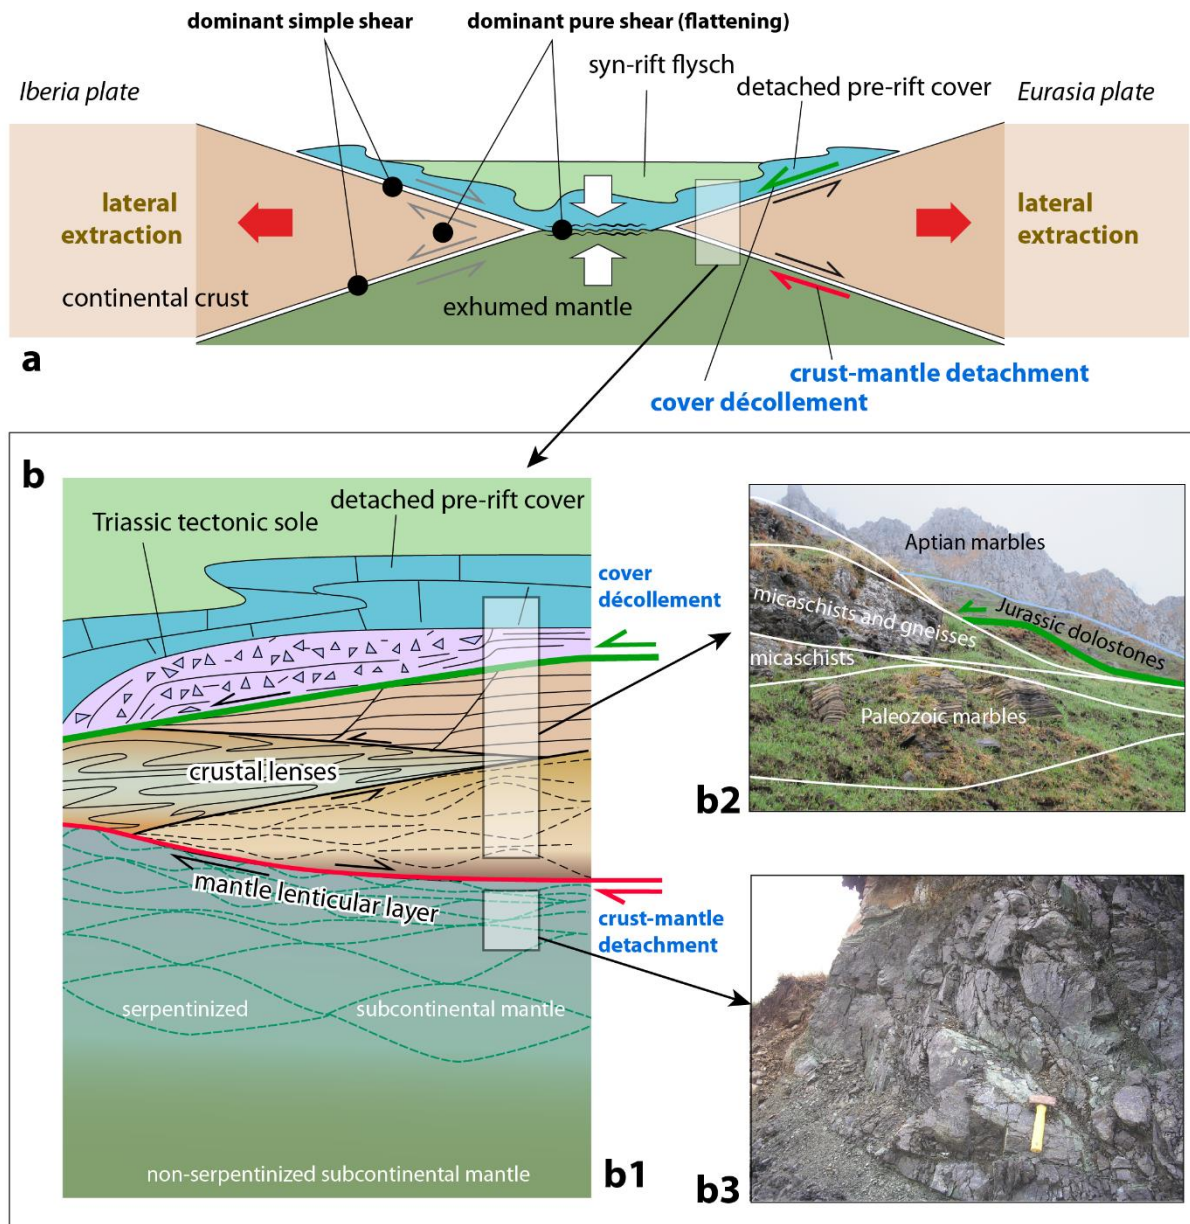 dominant simple shear
dominant pure shear (flattening)
syn-rift flysch
Iberia plate
detached pre-rift cover
Eurasia plate
lateral
extraction
lateral
extraction
continental crust
exhumed mantle
a
crust-mantle detachment
cover décollement
b
detached pre-rift cover
Triassic tectonic sole
cover
décollement
crustal lenses
mantle lenticular layer
crust-mantle
detachment
serpentinized
subcontinental mantle
non-serpentinized subcontinental mantle
b1
Aptian marbles
micaschists and gneisses
Jurassic dolostones
micaschists
Paleozoic marbles
b2
b3